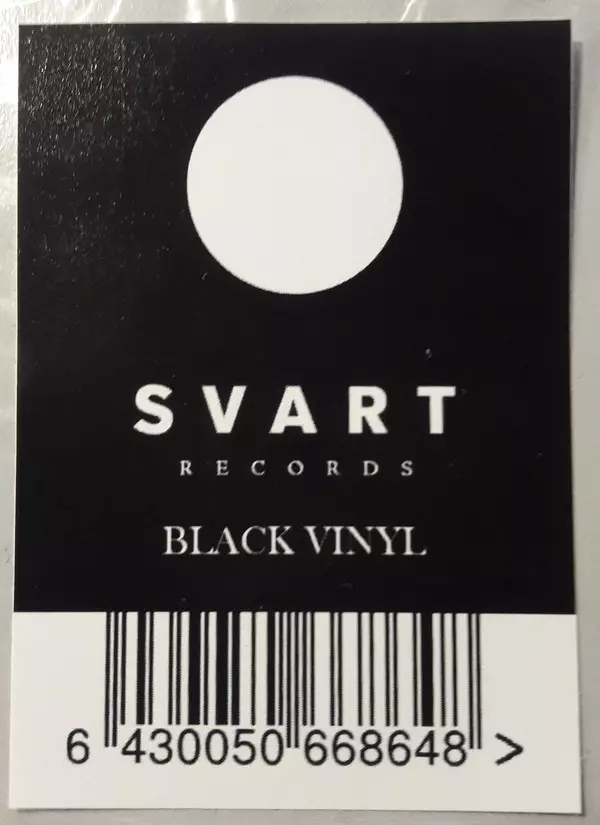 SVART
RECORDS
BLACK VINYL
6 430050 668648 >